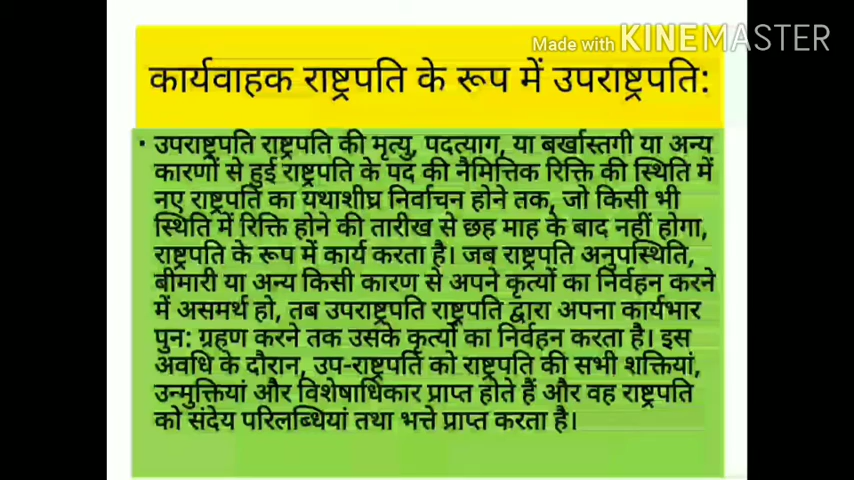 Made with KINEMASTER
कार्यवाहक राष्ट्रपति के रूप में उपराष्ट्रपति:
· उपराष्ट्रपति राष्ट्रपति की मृत्यु, पदत्याग, या बर्खास्तगी या अन्य
कारणों से हुई राष्ट्रपति के पद की नैमित्तिक रिक्ति की स्थिति में
नए राष्ट्रपति का यथाशीघ्र निर्वाचन होने तक, जो किसी भी
स्थिति में रिक्ति होने की तारीख से छह माह के बाद नहीं होगा,
राष्ट्रपति के रूप में कार्य करता है। जब राष्ट्रपति अनुपस्थिति,
बीमारी या अन्य किसी कारण से अपने कृत्यों का निर्वहन करने
में असमर्थ हो, तब उपराष्ट्रपति राष्ट्रपति द्वारा अपना कार्यभार
पुन: ग्रहण करने तक उसके कृत्यों का निर्वहन करता है। इस
अवधि के दौरान, उप-राष्ट्रपति को राष्ट्रपति की सभी शक्तियां,
उन्मुक्तियां और विशेषाधिकार प्राप्त होते हैं और वह राष्ट्रपति
को संदेय परिलब्धियां तथा भत्ते प्राप्त करता है।